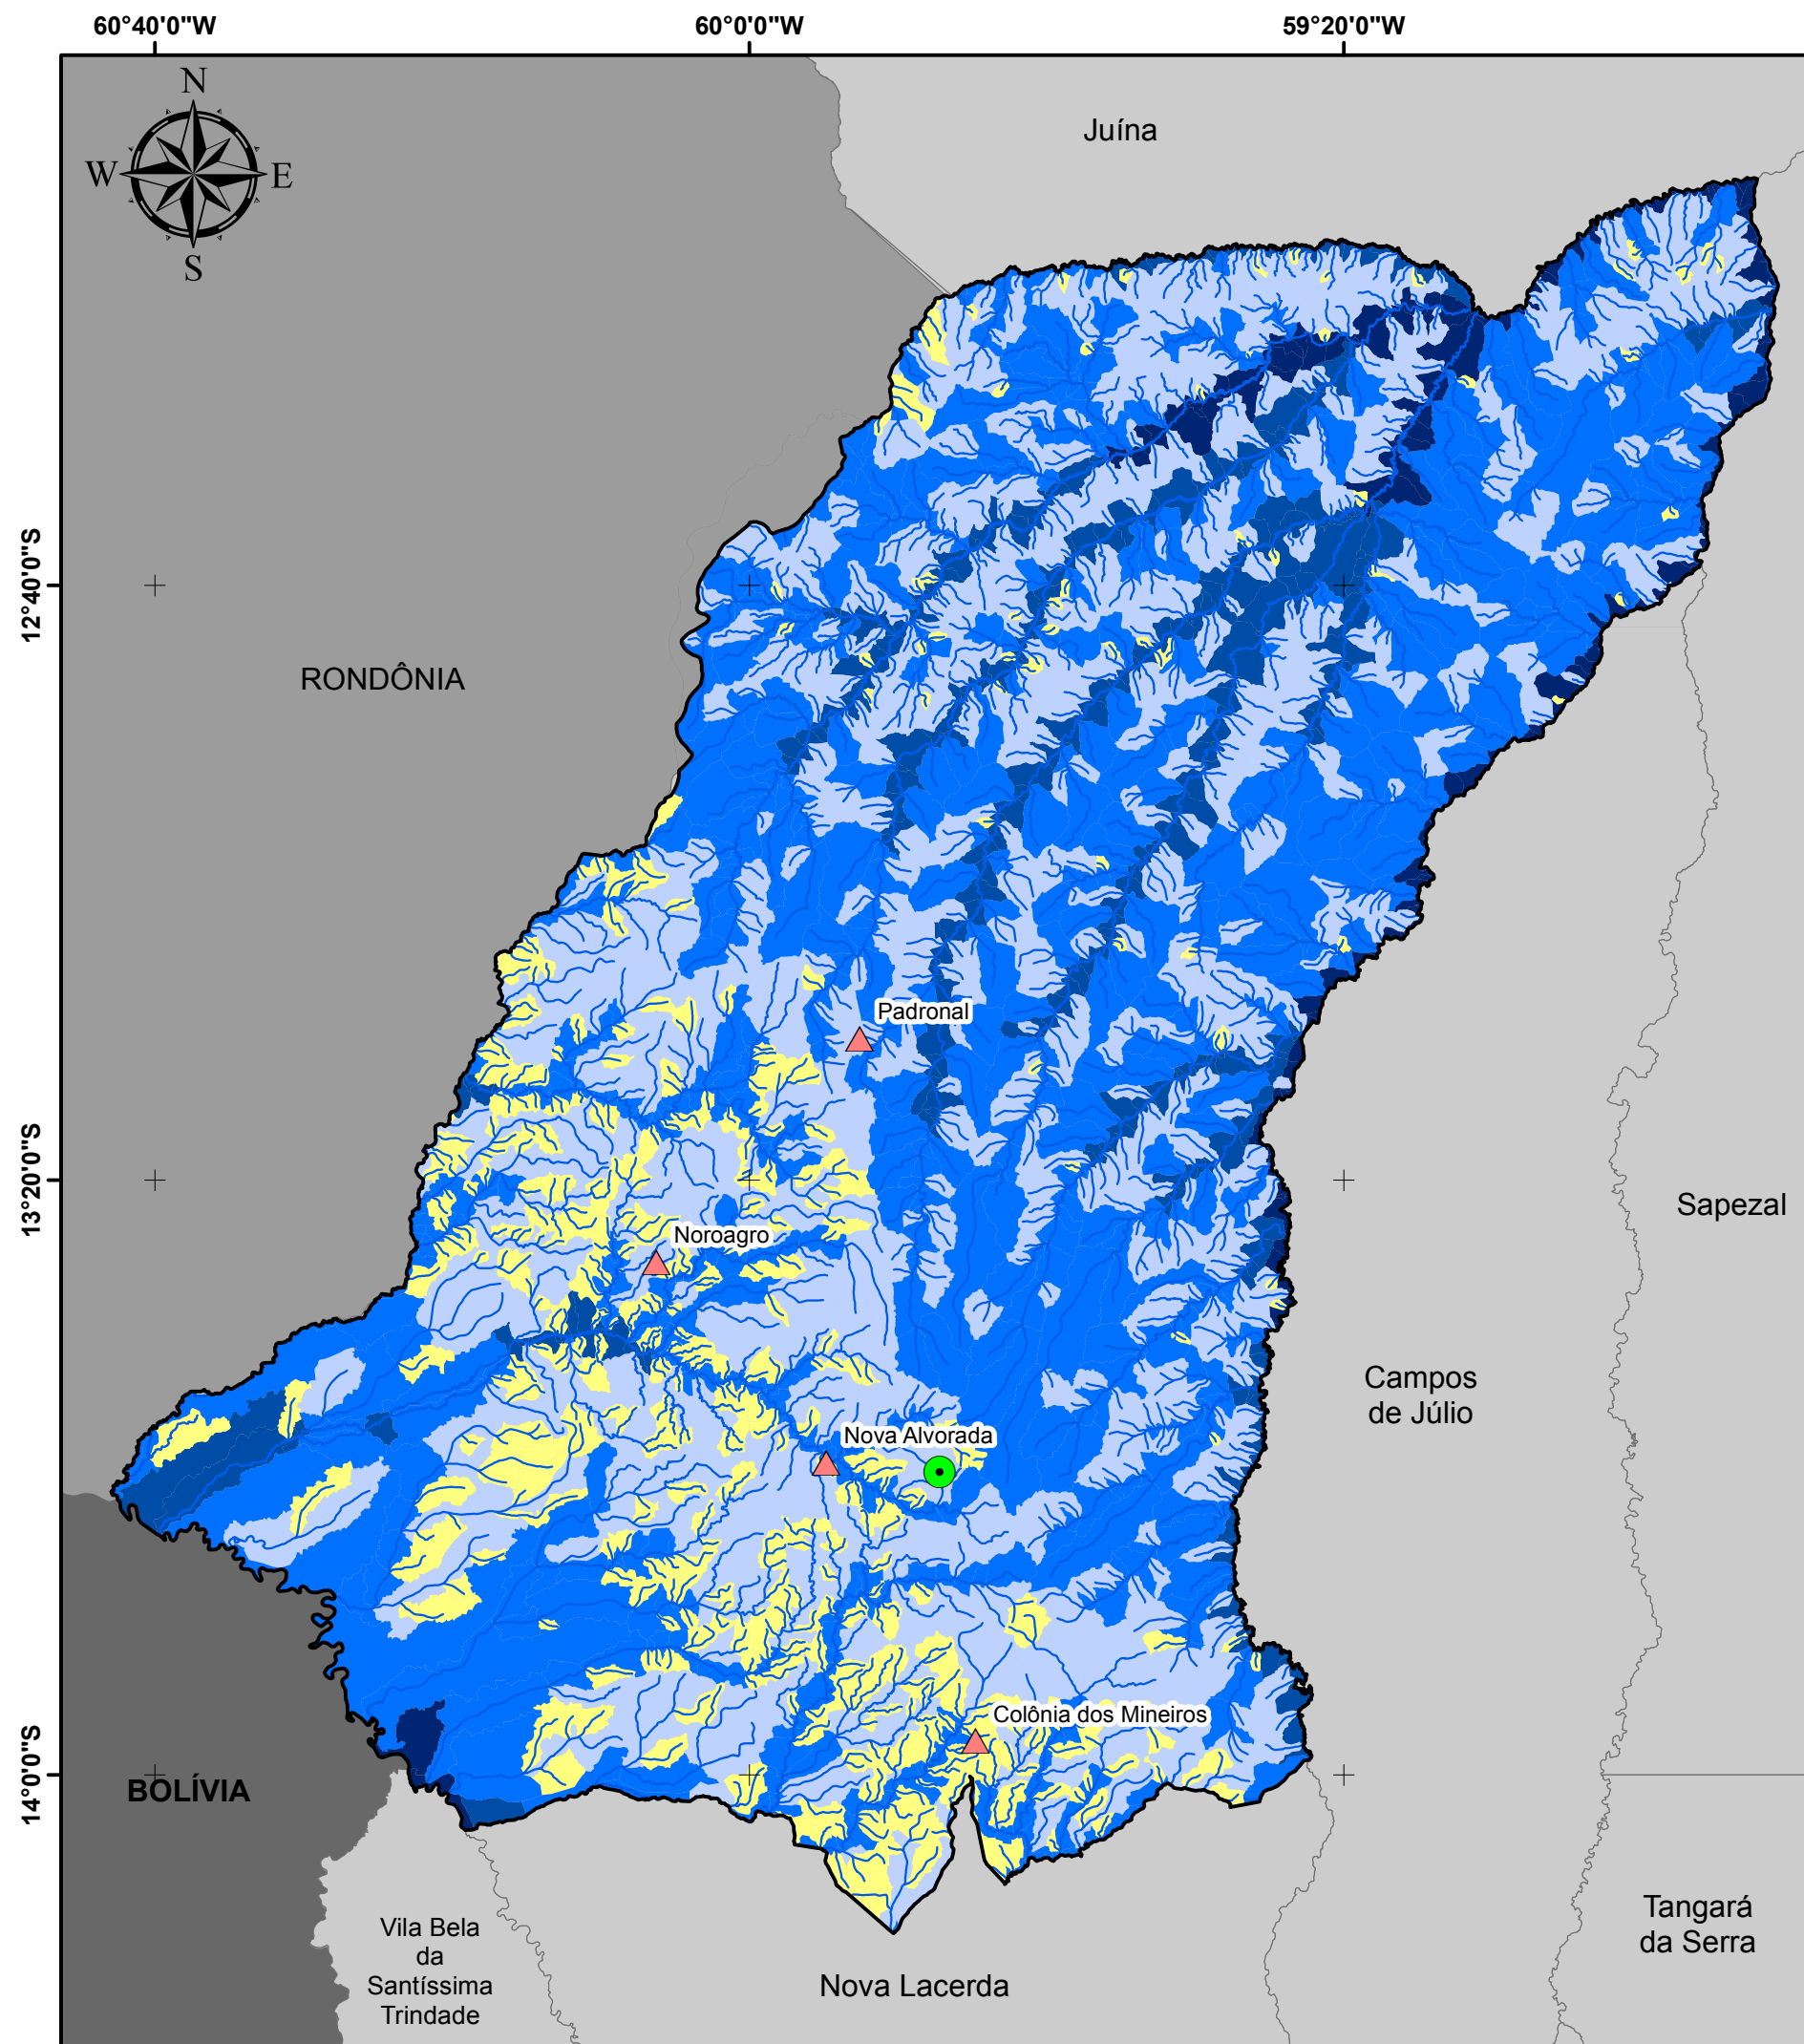 60°40'0"W
60°0'0"W
59°20'0"W
N
W
E
S
Juína
12°40'0"S
RONDÔNIA
Padronal
13°20'0"S
Sapezal
Noroagro
Campos
de Júlio
Nova Alvorada
Colônia dos Mineiros
14°0'0"S
BOLÍVIA
Vila Bela
da
Santíssima
Trindade
Nova Lacerda
Tangará
da Serra